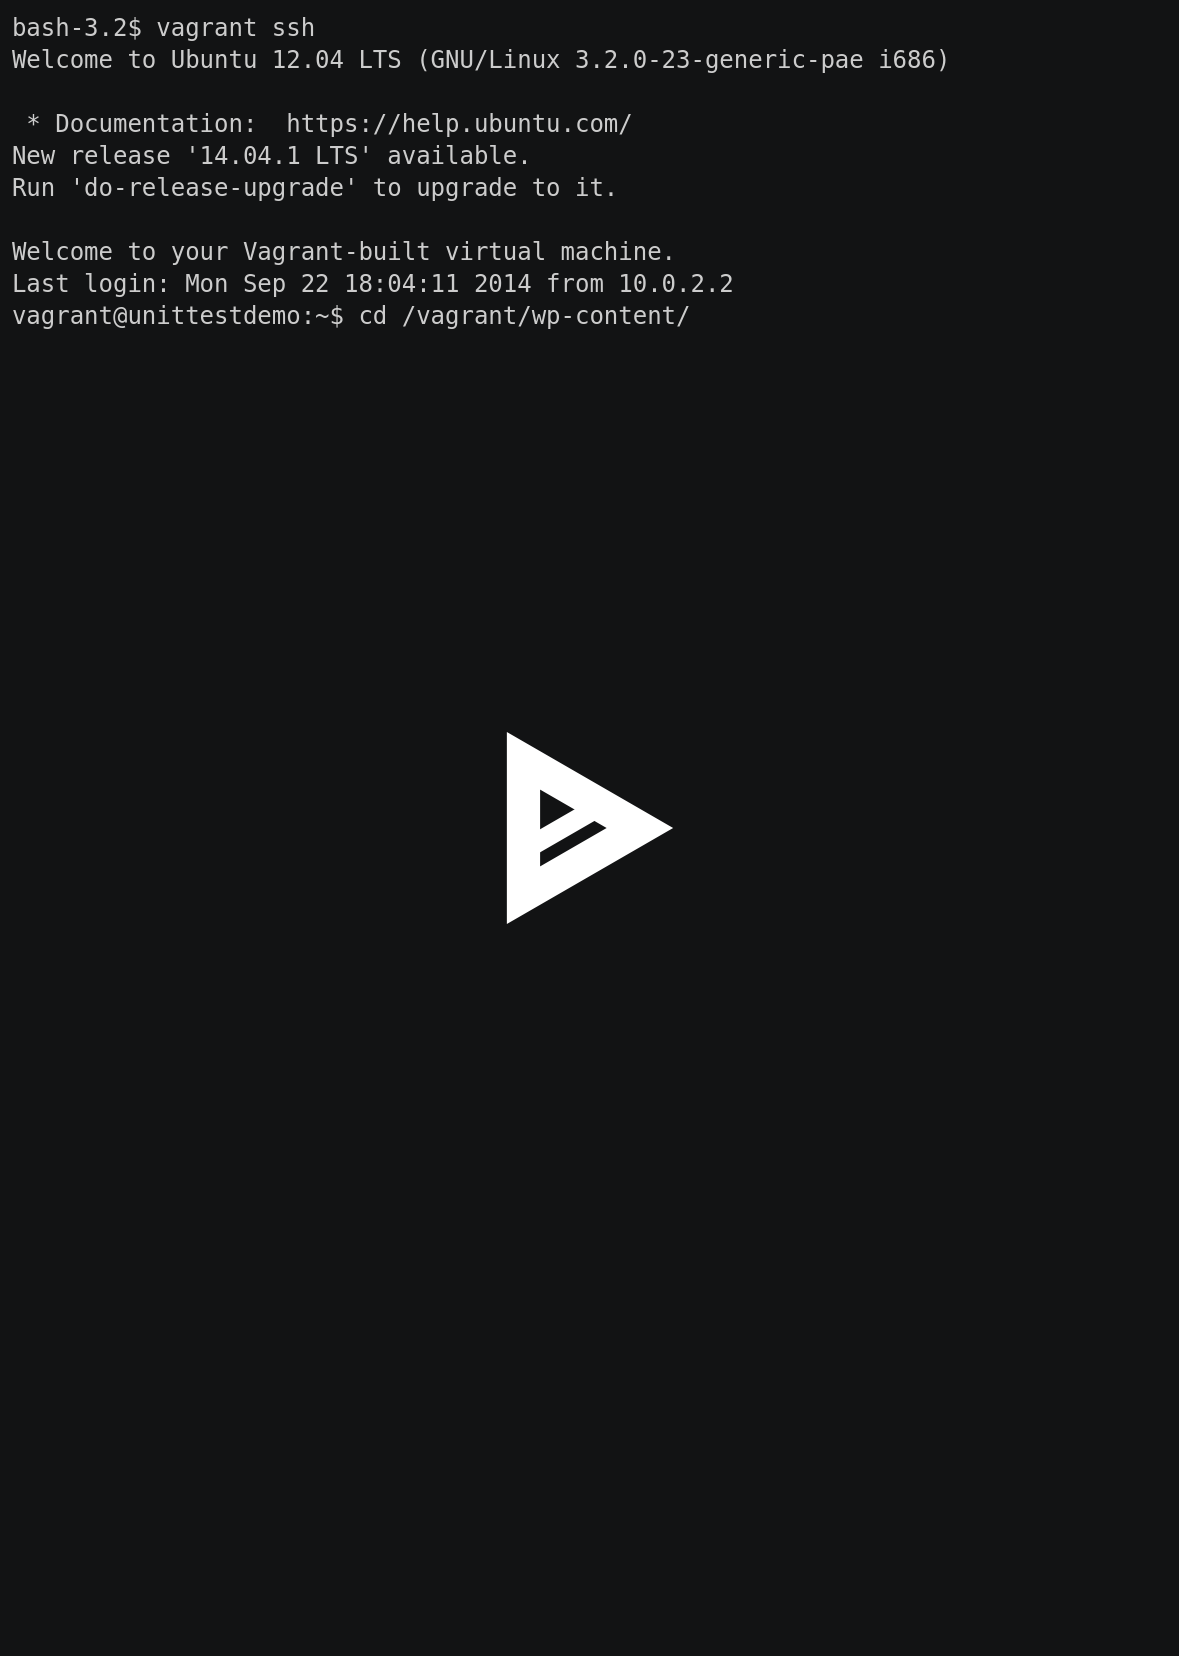 bash-3.2$ vagrant ssh
Welcome to Ubuntu 12.04 LTS (GNU/Linux 3.2.0-23-generic-pae i686)
* Documentation:  https://help.ubuntu.com/
New release '14.04.1 LTS' available.
Run 'do-release-upgrade' to upgrade to it.
Welcome to your Vagrant-built virtual machine.
Last login: Mon Sep 22 18:04:11 2014 from 10.0.2.2
vagrant@unittestdemo:~$ cd /vagrant/wp-content/